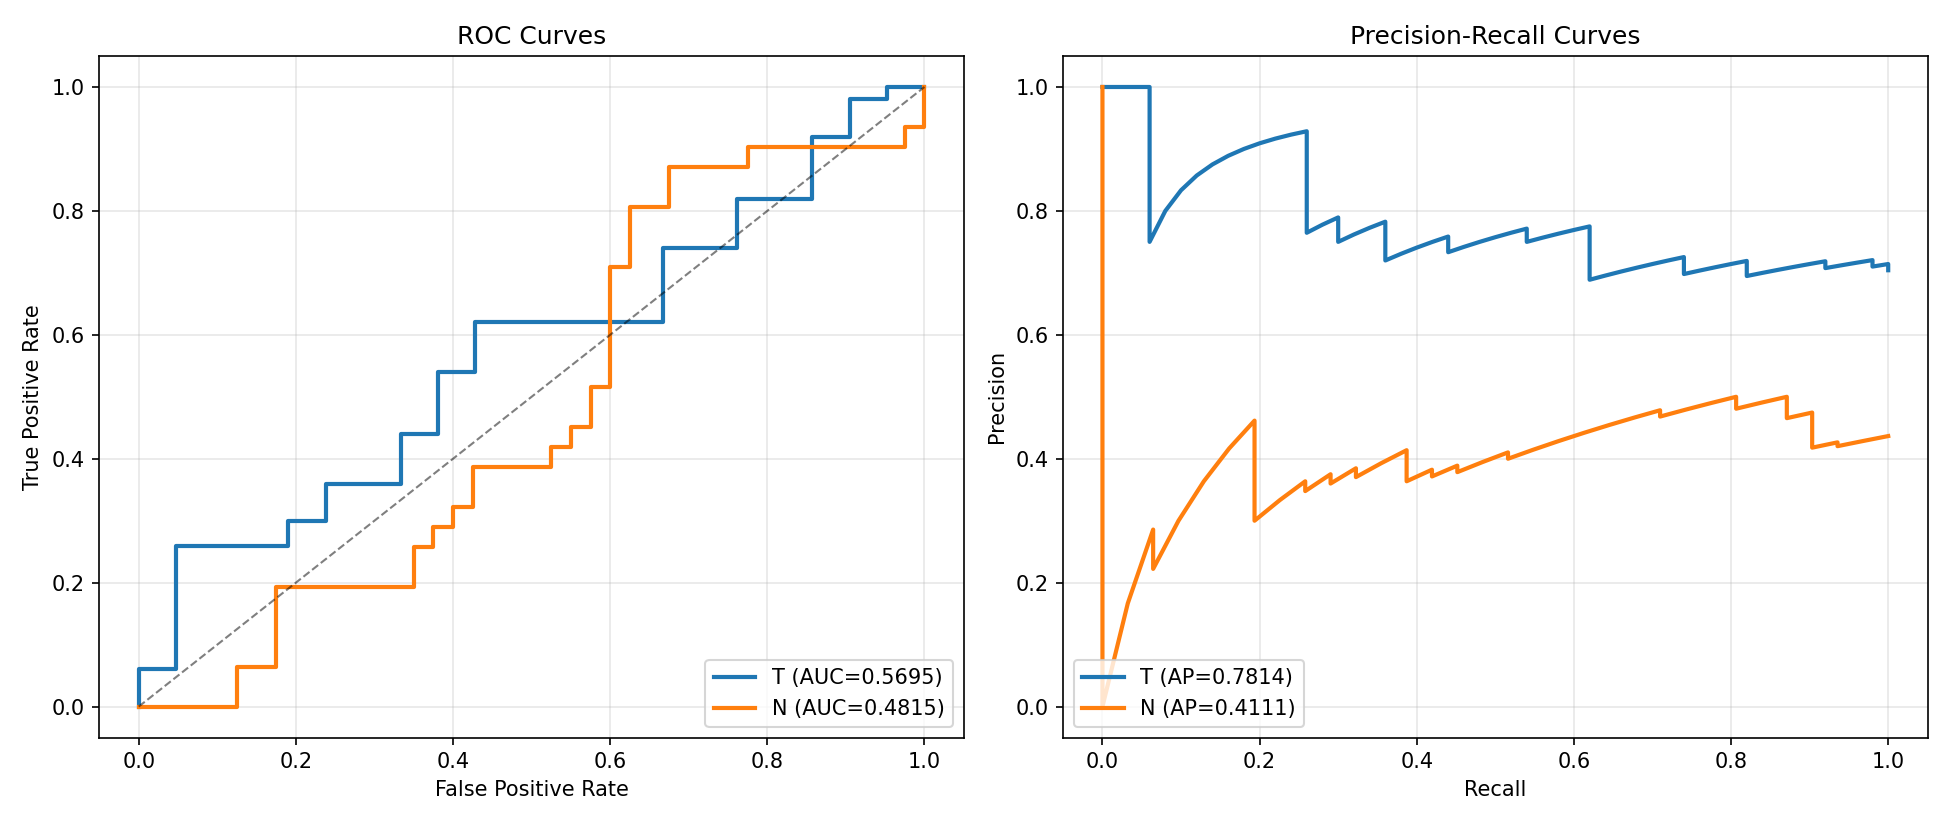 ROC Curves
True Positive Rate
1.0
0.8
0.6
0.4
0.2
0.0
T (AUC=0.5695)
N (AUC=0.4815)
0.0 0.2 0.4 0.6 0.8 1.0
False Positive Rate
Precision-Recall Curves
Precision
1.0
0.8
0.6
0.4
0.2
0.0
T (AP=0.7814)
N (AP=0.4111)
0.0 0.2 0.4 0.6 0.8 1.0
Recall